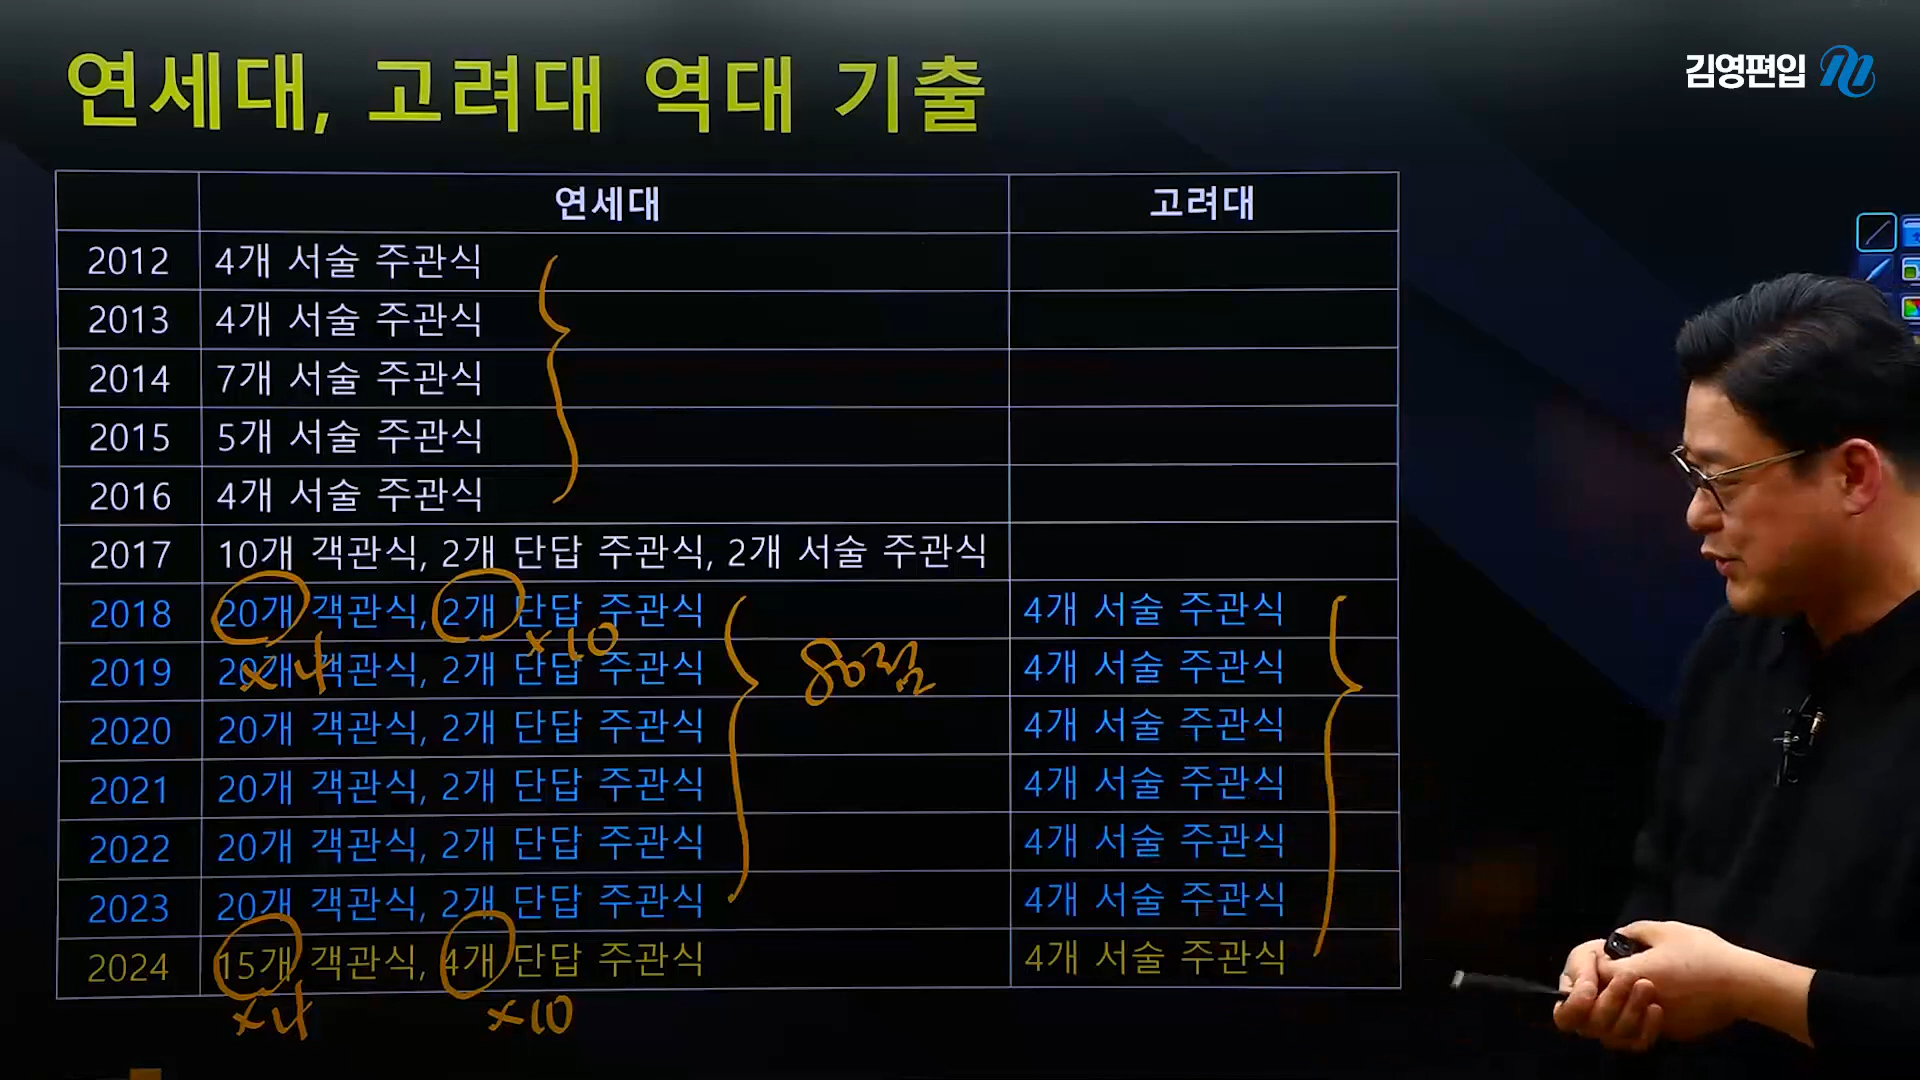 연세대, 고려대 역대 기출
김영편입
연세대 고려대
2012 4개 서술 주관식
2013 4개 서술 주관식
2014 7개 서술 주관식
2015 5개 서술 주관식
2016 4개 서술 주관식
2017 10개 객관식, 2개 단답 주관식, 2개 서술 주관식
2018 20개 객관식, 2개 단답 주관식 4개 서술 주관식
×4 ×10
80점
2019 20개 객관식, 2개 단답 주관식 4개 서술 주관식
2020 20개 객관식, 2개 단답 주관식 4개 서술 주관식
2021 20개 객관식, 2개 단답 주관식 4개 서술 주관식
2022 20개 객관식, 2개 단답 주관식 4개 서술 주관식
2023 20개 객관식, 2개 단답 주관식 4개 서술 주관식
2024 15개 객관식, 4개 단답 주관식 4개 서술 주관식
×4 ×10